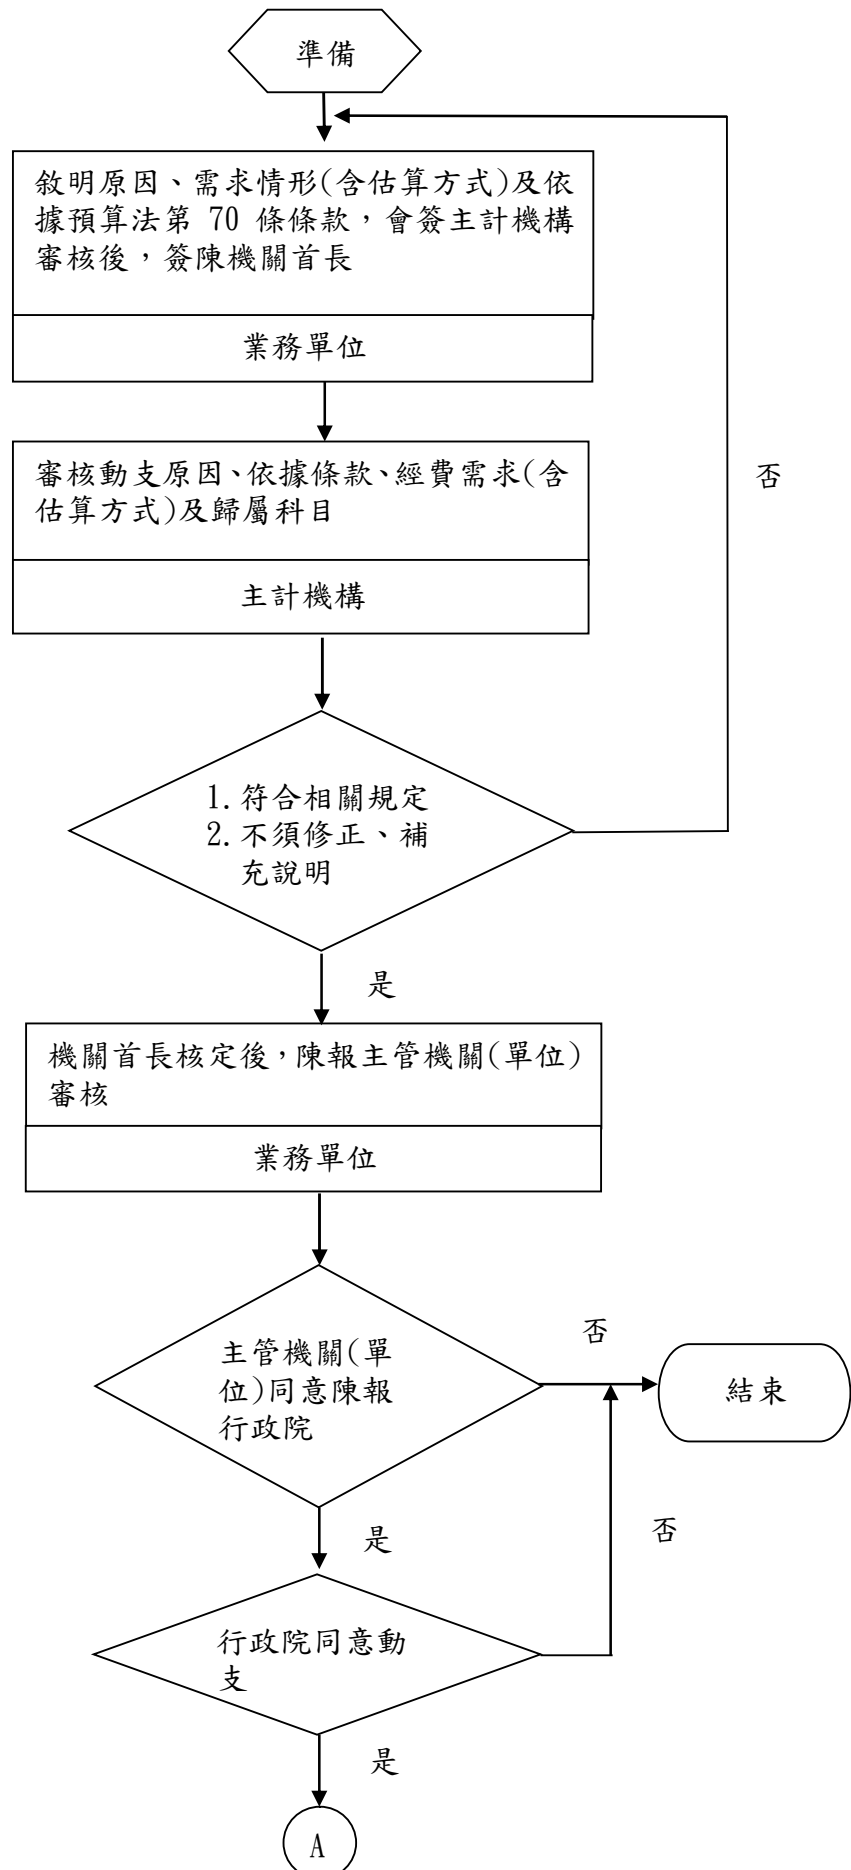 準備
敘明原因、需求情形(含估算方式)及依
據預算法第 70 條條款，會簽主計機構
審核後，簽陳機關首長
業務單位
審核動支原因、依據條款、經費需求(含
估算方式)及歸屬科目
否
主計機構
1.符合相關規定
2.不須修正、補
充說明
是
機關首長核定後，陳報主管機關(單位)
審核
業務單位
否
主管機關(單
位)同意陳報
行政院
結束
是
否
行政院同意動
支
是
A